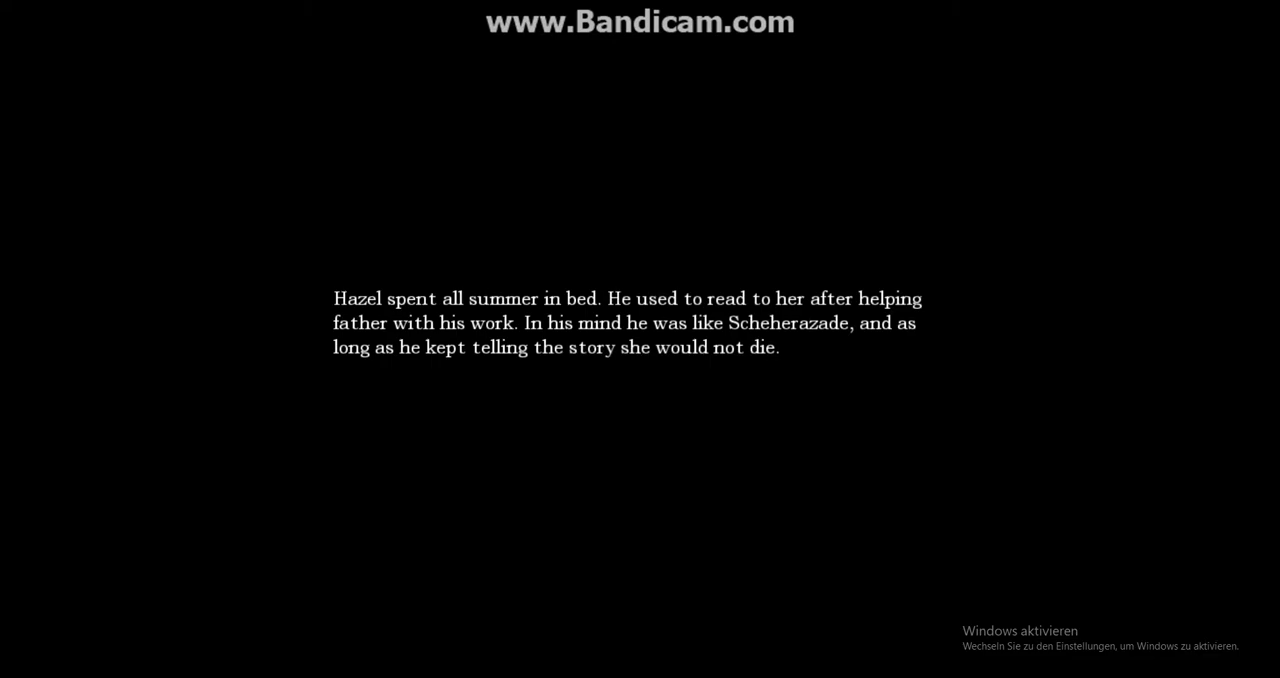 www.Bandicam.com
Hazel spent all summer in bed. He used to read to her after helping
father with his work. In his mind he was like Scheherazade, and as
long as he kept telling the story she would not die.
Windows aktivieren
Wechseln Sie zu den Einstellungen, um Windows zu aktivieren.